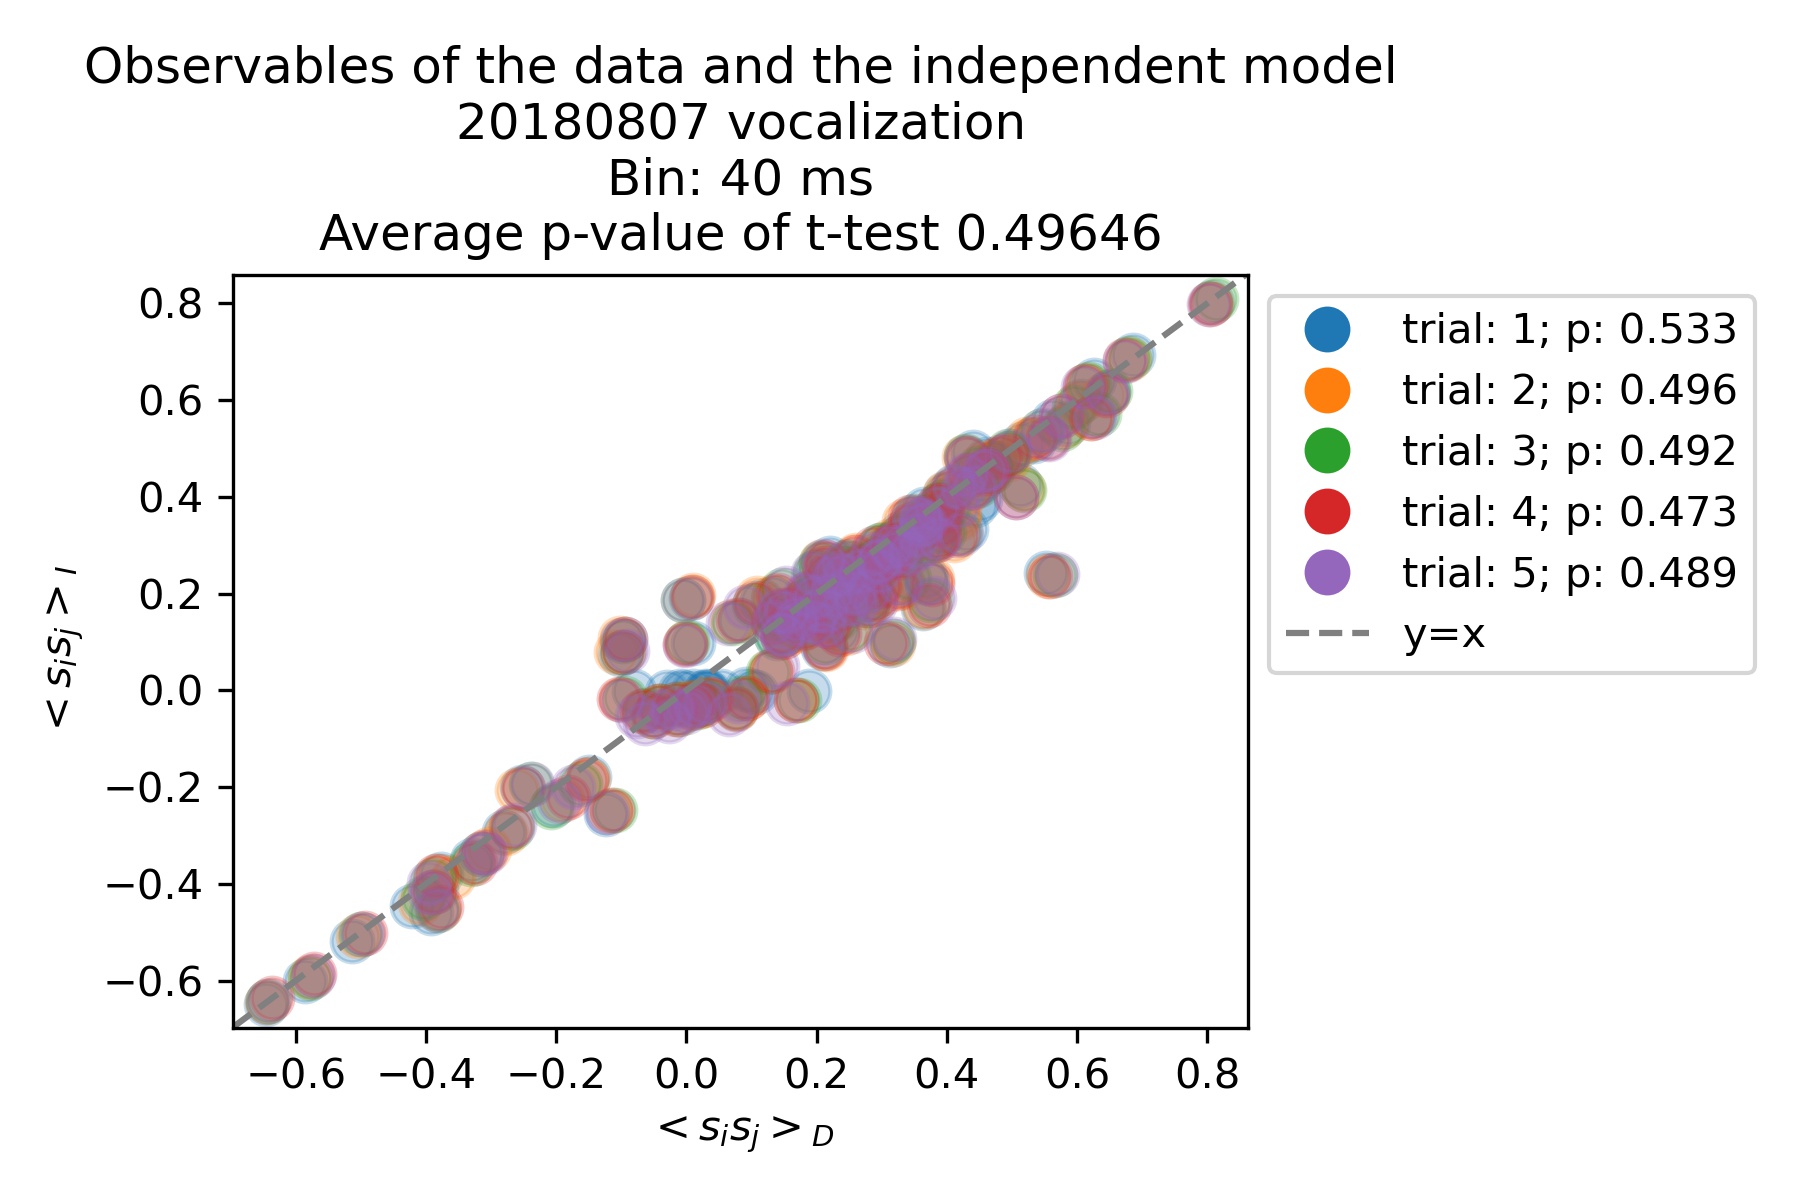 Observables of the data and the independent model
20180807 vocalization
Bin: 40 ms
Average p-value of t-test 0.49646
0.8
0.6
0.4
0.2
0.0
−0.2
−0.4
−0.6
< s_i s_j >_I
−0.6 −0.4 −0.2 0.0 0.2 0.4 0.6 0.8
< s_i s_j >_D
trial: 1; p: 0.533
trial: 2; p: 0.496
trial: 3; p: 0.492
trial: 4; p: 0.473
trial: 5; p: 0.489
y=x